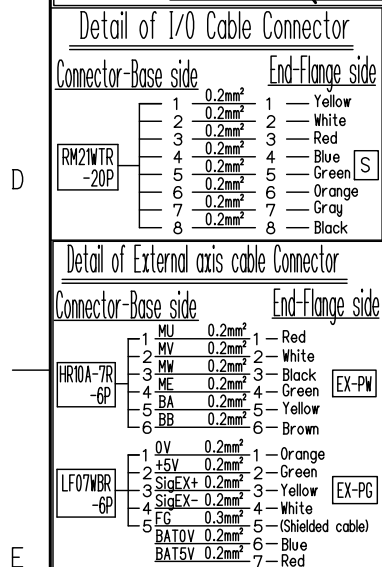 Detail of I/O Cable Connector
Connector-Base side End-Flange side
RM21WTR
-20P
1 0.2mm² 1 Yellow
2 0.2mm² 2 White
3 0.2mm² 3 Red
4 0.2mm² 4 Blue
5 0.2mm² 5 Green
6 0.2mm² 6 Orange
7 0.2mm² 7 Gray
8 0.2mm² 8 Black
S
D
Detail of External axis cable Connector
Connector-Base side End-Flange side
HR10A-7R
-6P
1 MU 0.2mm² 1 Red
2 MV 0.2mm² 2 White
3 MW 0.2mm² 3 Black
4 ME 0.2mm² 4 Green
5 BA 0.2mm² 5 Yellow
6 BB 0.2mm² 6 Brown
EX-PW
LF07WBR
-6P
1 0V 0.2mm² 1 Orange
2 +5V 0.2mm² 2 Green
3 SigEX+ 0.2mm² 3 Yellow
4 SigEX- 0.2mm² 4 White
5 FG 0.3mm² 5 (Shielded cable)
BAT0V 0.2mm² 6 Blue
BAT5V 0.2mm² 7 Red
EX-PG
E